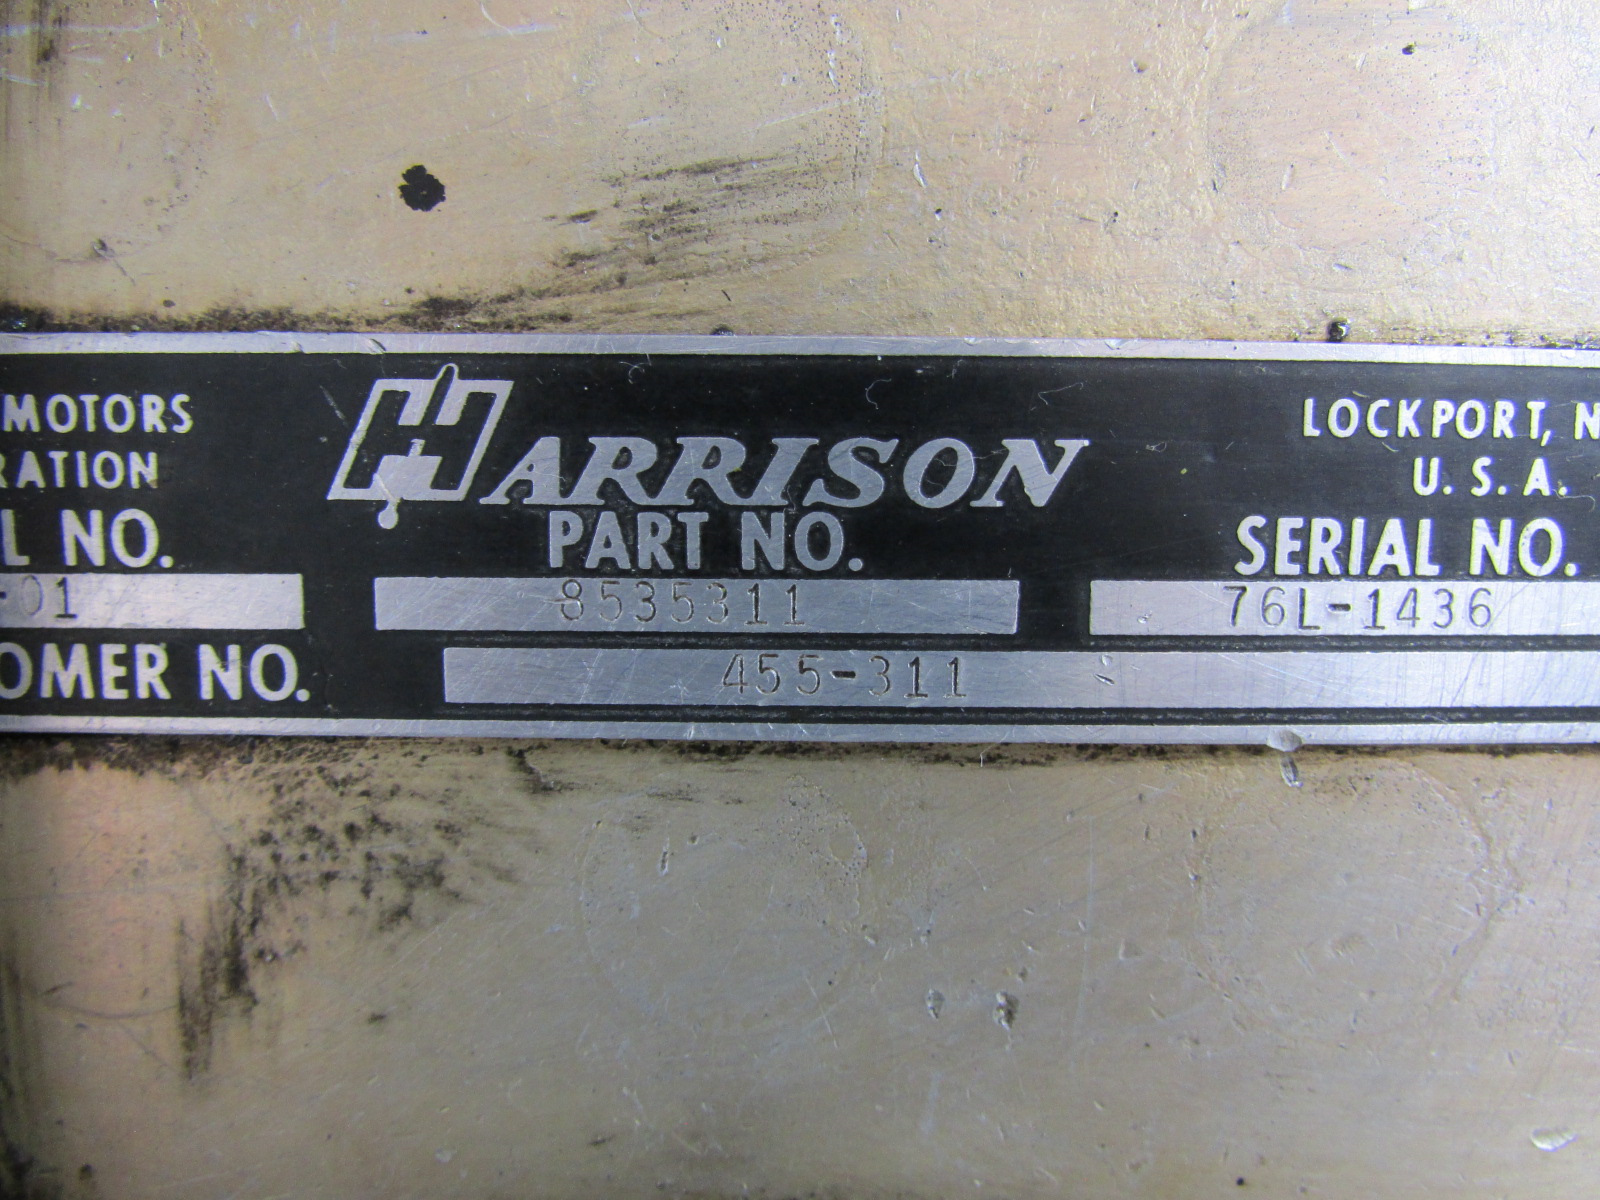 MOTORS
RATION
HARRISON
LOCKPORT, N
U. S. A.
L NO.
PART NO.
SERIAL NO.
-01
8535311
76L-1436
OMER NO.
455-311